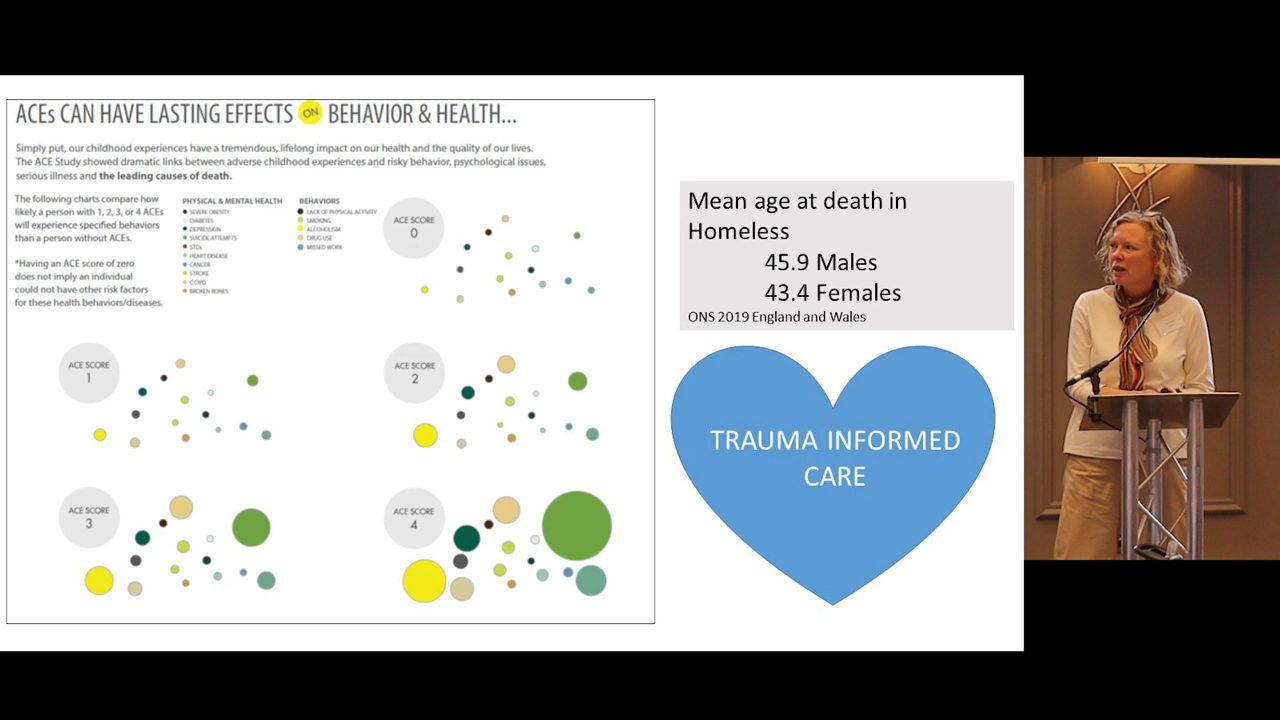 ACEs CAN HAVE LASTING EFFECTS ON BEHAVIOR & HEALTH...
Simply put, our childhood experiences have a tremendous, lifelong impact on our health and the quality of our lives.
The ACE Study showed dramatic links between adverse childhood experiences and risky behavior, psychological issues,
serious illness and the leading causes of death.
The following charts compare how
likely a person with 1, 2, 3, or 4 ACEs
will experience specified behaviors
than a person without ACEs.
*Having an ACE score of zero
does not imply an individual
could not have other risk factors
for these health behaviors/diseases.
PHYSICAL & MENTAL HEALTH
SEVERE OBESITY
DIABETES
DEPRESSION
SUICIDE ATTEMPTS
STDs
HEART DISEASE
CANCER
STROKE
COPD
BROKEN BONES
BEHAVIORS
LACK OF PHYSICAL ACTIVITY
SMOKING
ALCOHOLISM
DRUG USE
MISSED WORK
ACE SCORE
0
ACE SCORE
1
ACE SCORE
2
ACE SCORE
3
ACE SCORE
4
Mean age at death in
Homeless
45.9 Males
43.4 Females
ONS 2019 England and Wales
TRAUMA INFORMED
CARE